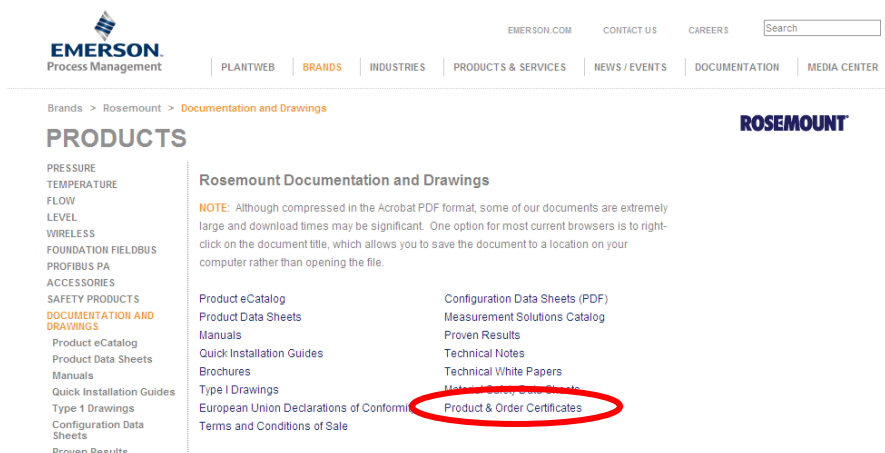 EMERSON.COM CONTACT US CAREERS Search
EMERSON.
Process Management
PLANTWEB BRANDS INDUSTRIES PRODUCTS & SERVICES NEWS / EVENTS DOCUMENTATION MEDIA CENTER
Brands > Rosemount > Documentation and Drawings
ROSEMOUNT
PRODUCTS
PRESSURE
TEMPERATURE
FLOW
LEVEL
WIRELESS
FOUNDATION FIELDBUS
PROFIBUS PA
ACCESSORIES
SAFETY PRODUCTS
DOCUMENTATION AND
DRAWINGS
Product eCatalog
Product Data Sheets
Manuals
Quick Installation Guides
Type 1 Drawings
Configuration Data
Sheets
Proven Results
Rosemount Documentation and Drawings
NOTE: Although compressed in the Acrobat PDF format, some of our documents are extremely
large and download times may be significant. One option for most current browsers is to right-
click on the document title, which allows you to save the document to a location on your
computer rather than opening the file.
Product eCatalog
Product Data Sheets
Manuals
Quick Installation Guides
Brochures
Type I Drawings
European Union Declarations of Conformity
Terms and Conditions of Sale
Configuration Data Sheets (PDF)
Measurement Solutions Catalog
Proven Results
Technical Notes
Technical White Papers
Material Safety Data Sheets
Product & Order Certificates